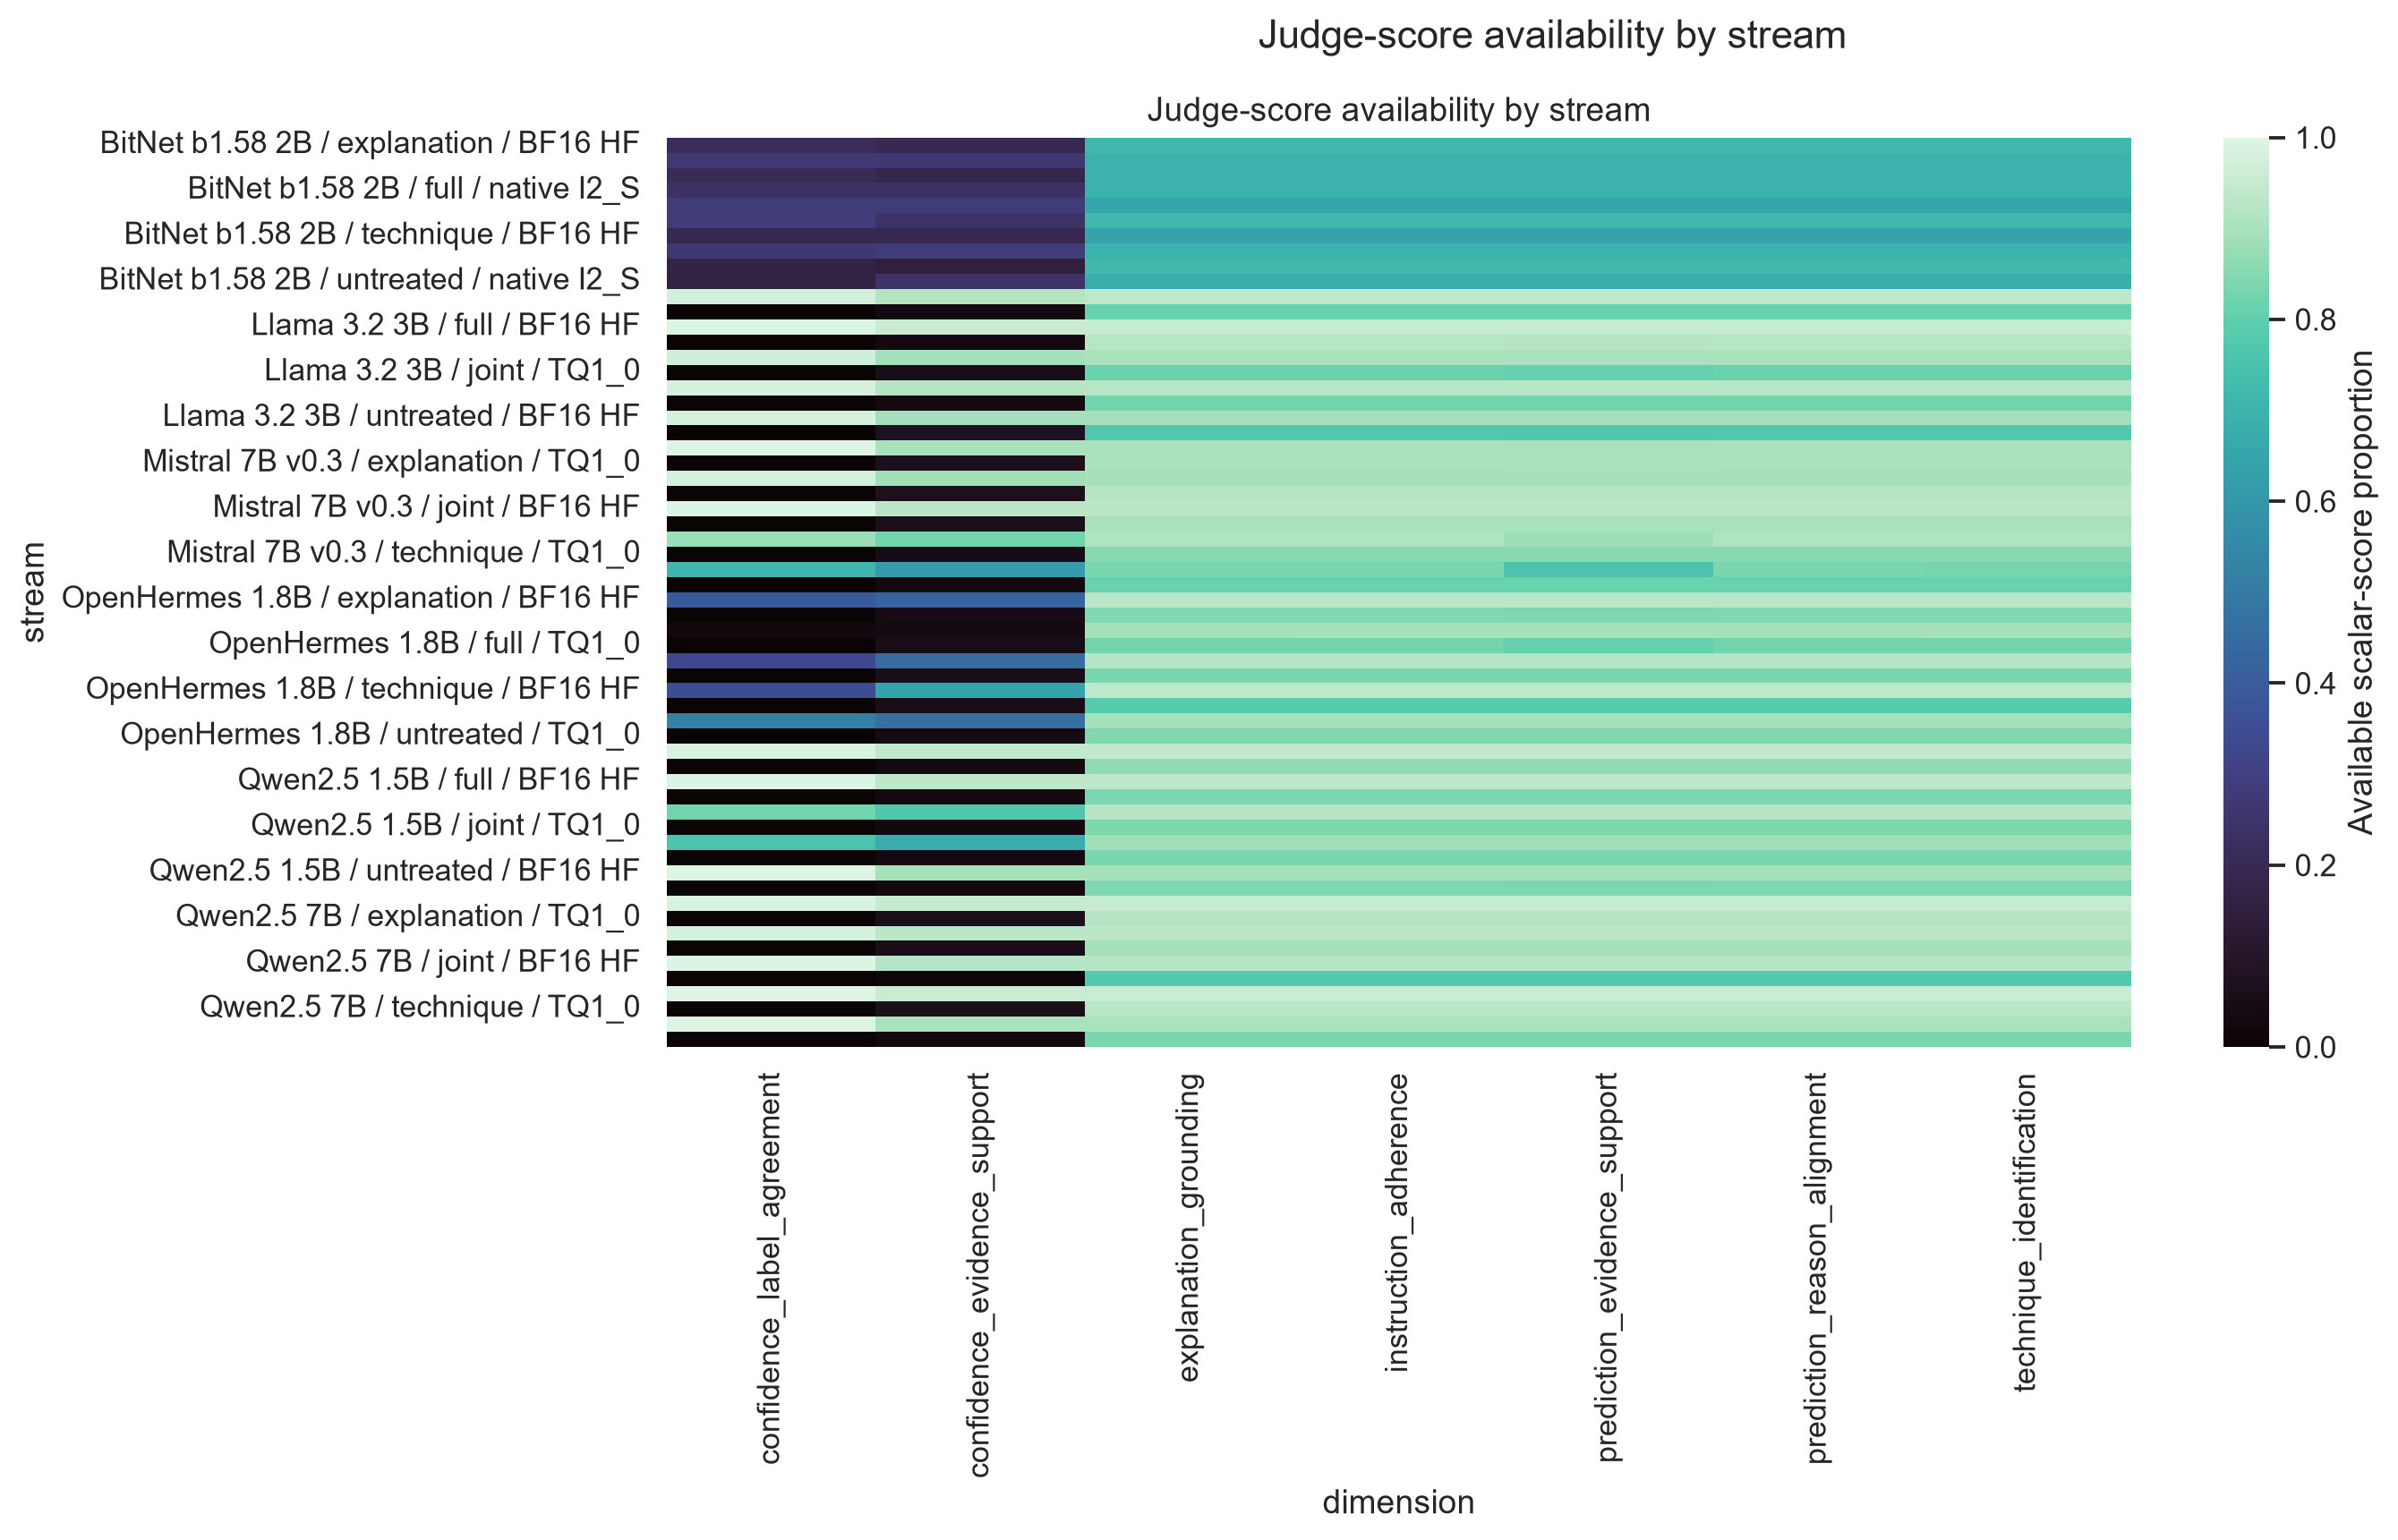 Judge-score availability by stream
Judge-score availability by stream
BitNet b1.58 2B / explanation / BF16 HF
BitNet b1.58 2B / full / native I2_S
BitNet b1.58 2B / technique / BF16 HF
BitNet b1.58 2B / untreated / native I2_S
Llama 3.2 3B / full / BF16 HF
Llama 3.2 3B / joint / TQ1_0
Llama 3.2 3B / untreated / BF16 HF
Mistral 7B v0.3 / explanation / TQ1_0
Mistral 7B v0.3 / joint / BF16 HF
Mistral 7B v0.3 / technique / TQ1_0
OpenHermes 1.8B / explanation / BF16 HF
OpenHermes 1.8B / full / TQ1_0
OpenHermes 1.8B / technique / BF16 HF
OpenHermes 1.8B / untreated / TQ1_0
Qwen2.5 1.5B / full / BF16 HF
Qwen2.5 1.5B / joint / TQ1_0
Qwen2.5 1.5B / untreated / BF16 HF
Qwen2.5 7B / explanation / TQ1_0
Qwen2.5 7B / joint / BF16 HF
Qwen2.5 7B / technique / TQ1_0
stream
confidence_label_agreement
confidence_evidence_support
explanation_grounding
instruction_adherence
prediction_evidence_support
prediction_reason_alignment
technique_identification
dimension
1.0
0.8
0.6
0.4
0.2
0.0
Available scalar-score proportion